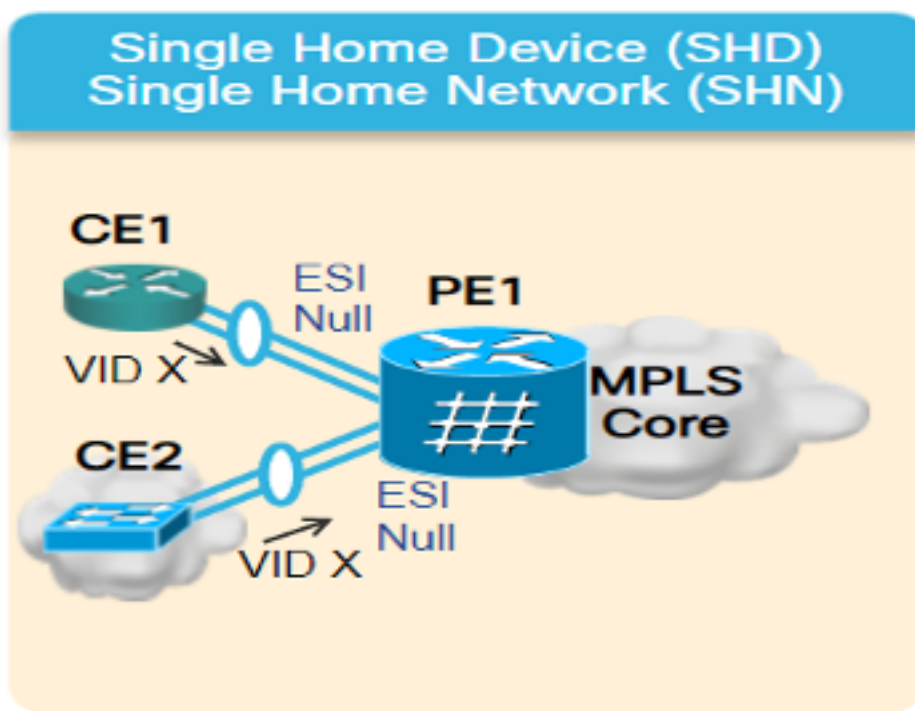 Single Home Device (SHD)
Single Home Network (SHN)
CE1
ESI
Null
PE1
VID X
MPLS
Core
CE2
ESI
Null
VID X